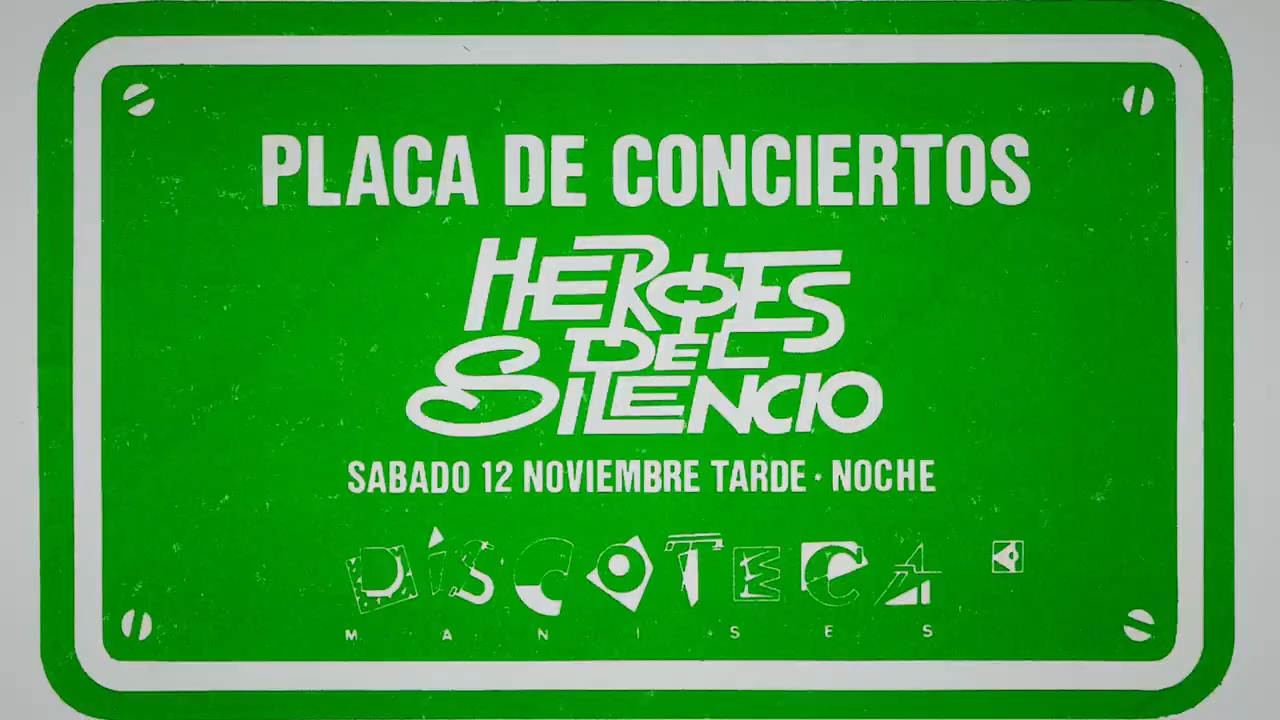 PLACA DE CONCIERTOS
HEROES
DEL
SILENCIO
SABADO 12 NOVIEMBRE TARDE · NOCHE
DISCOTECA
MANISES